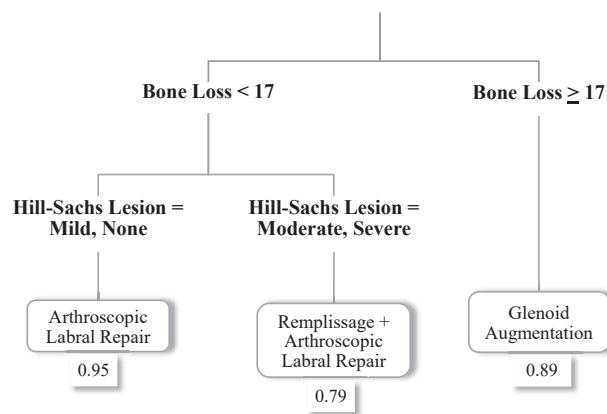 Bone Loss < 17
Bone Loss ≥ 17
Hill-Sachs Lesion =
Mild, None
Hill-Sachs Lesion =
Moderate, Severe
Arthroscopic
Labral Repair
0.95
Remplissage +
Arthroscopic
Labral Repair
0.79
Glenoid
Augmentation
0.89